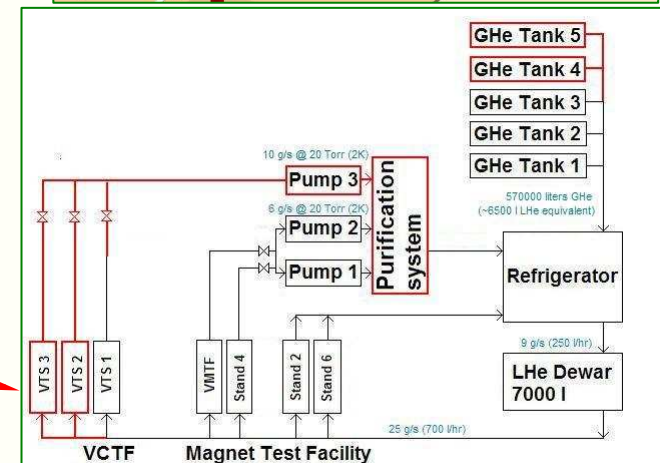 GHe Tank 5
GHe Tank 4
GHe Tank 3
GHe Tank 2
GHe Tank 1
10 g/s @ 20 Torr (2K)
Pump 3
6 g/s @ 20 Torr (2K)
Pump 2
Pump 1
Purification
system
570000 liters GHe
(~6500 l LHe equivalent)
Refrigerator
9 g/s (250 l/hr)
LHe Dewar
7000 l
VTS 3
VTS 2
VTS 1
VMTF
Stand 4
Stand 2
Stand 6
25 g/s (700 l/hr)
VCTF
Magnet Test Facility